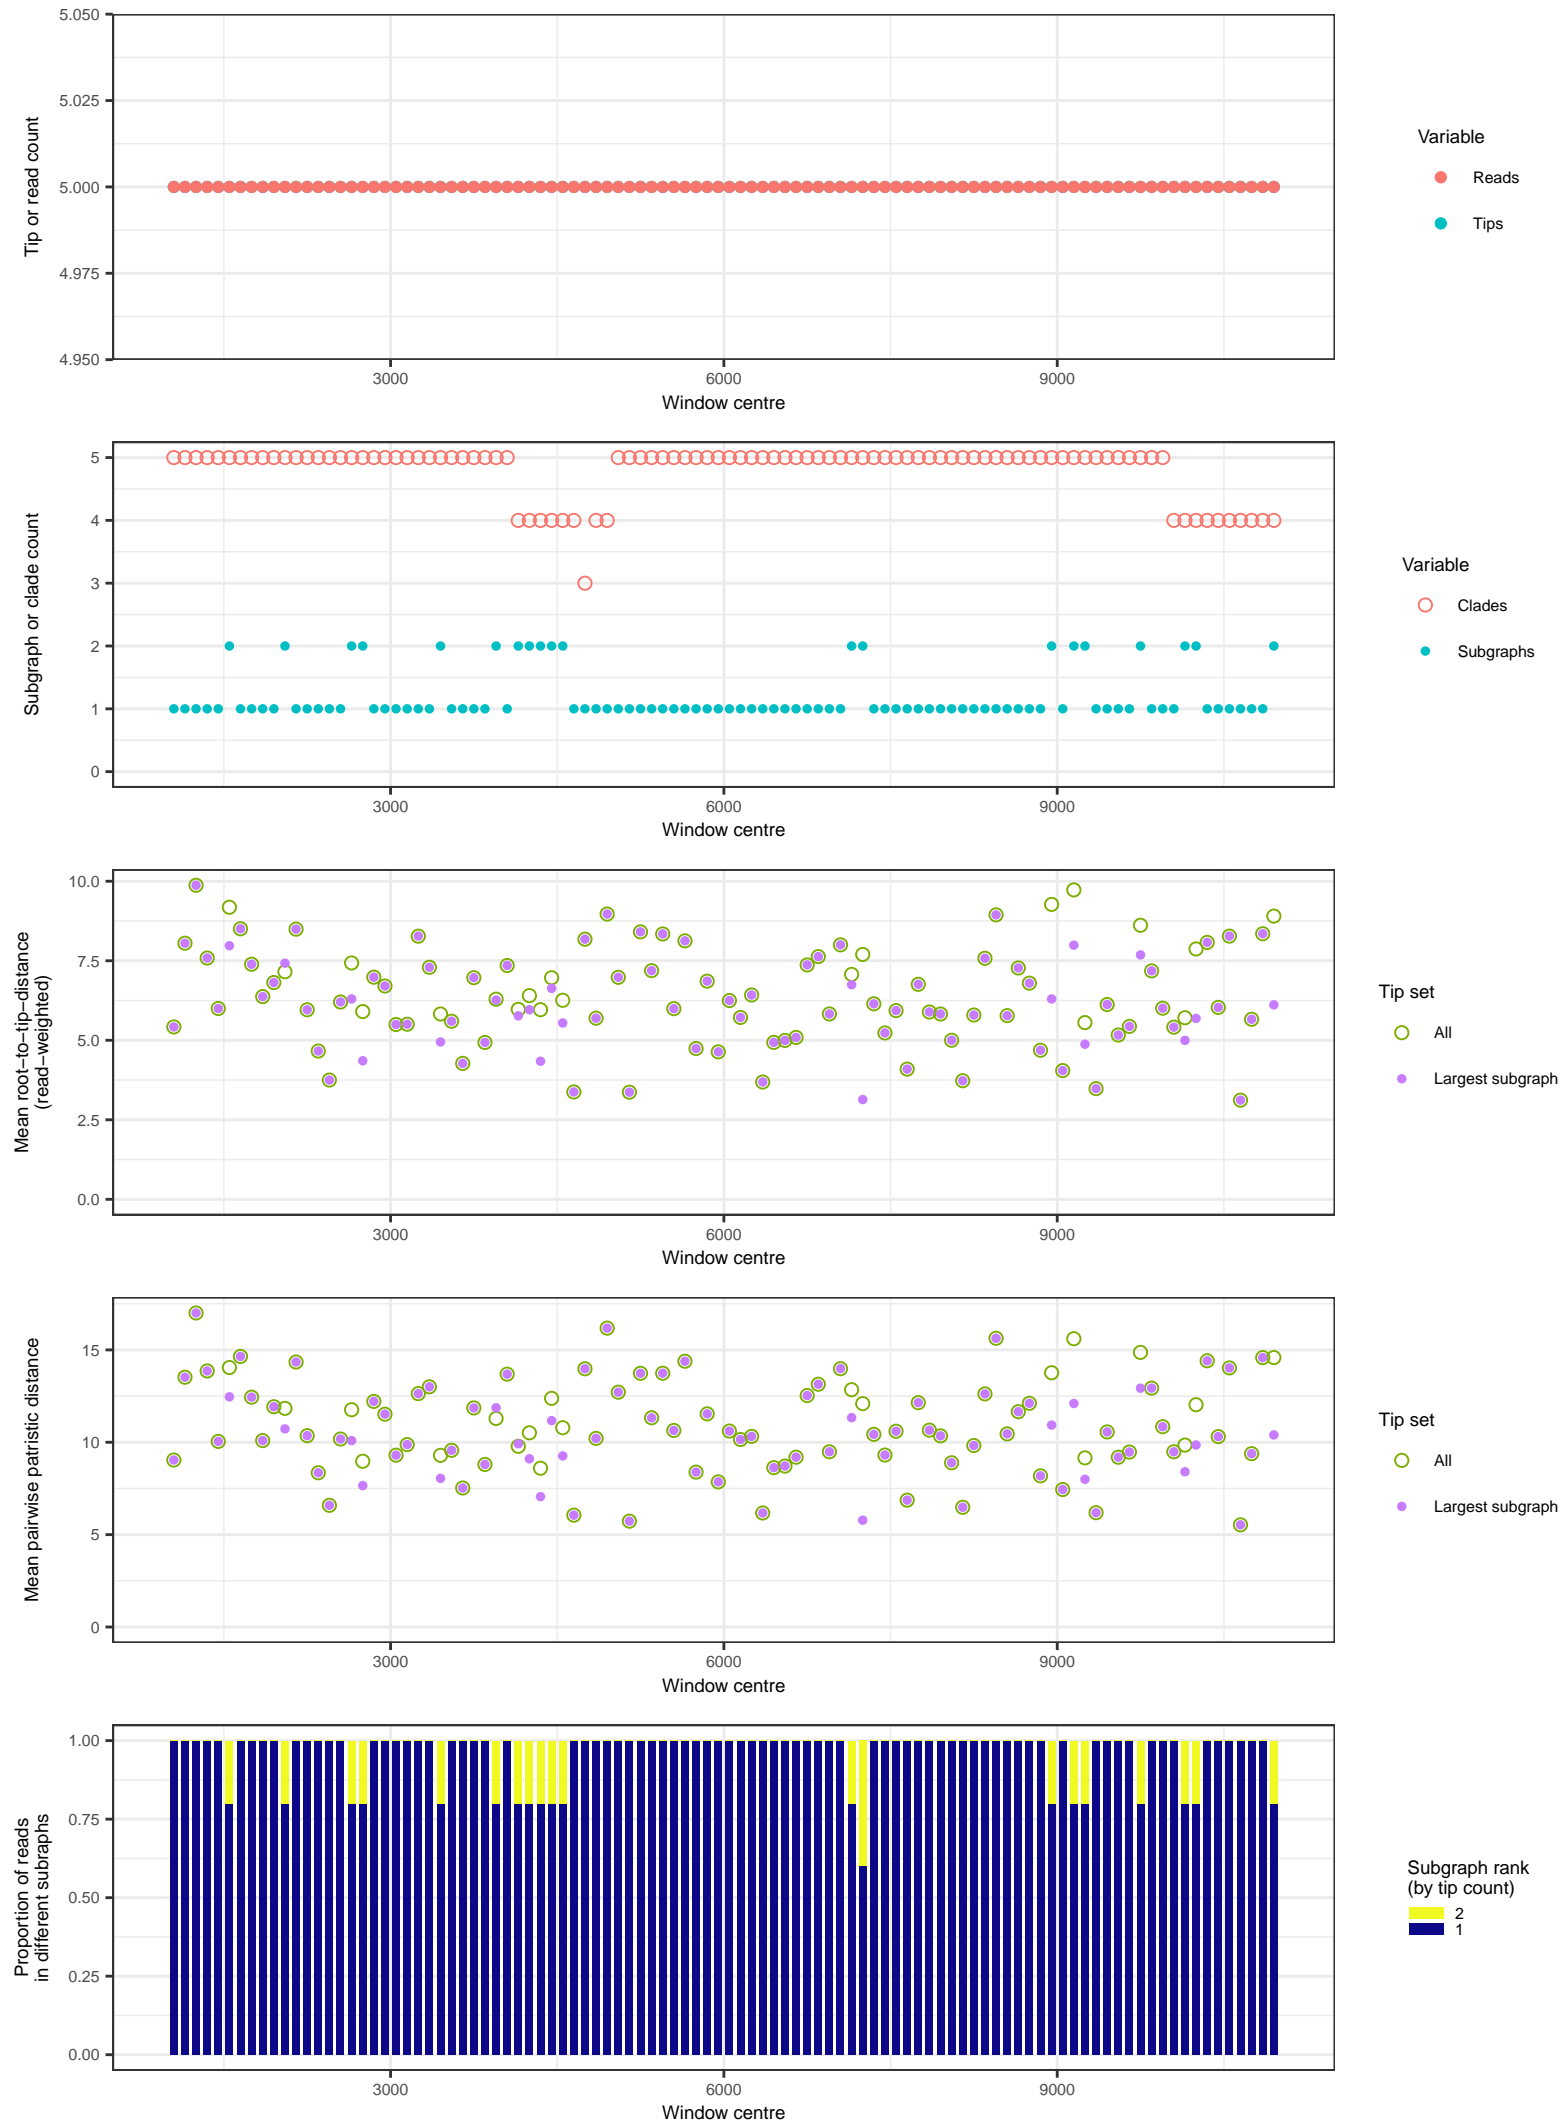 5.050
5.025
5.000
4.975
4.950
Tip or read count
3000 6000 9000
Window centre
Variable
Reads
Tips
5
4
3
2
1
0
Subgraph or clade count
3000 6000 9000
Window centre
Variable
Clades
Subgraphs
10.0
7.5
5.0
2.5
0.0
Mean root−to−tip−distance
(read−weighted)
3000 6000 9000
Window centre
Tip set
All
Largest subgraph
15
10
5
0
Mean pairwise patristic distance
3000 6000 9000
Window centre
Tip set
All
Largest subgraph
1.00
0.75
0.50
0.25
0.00
Proportion of reads
in different subraphs
3000 6000 9000
Window centre
Subgraph rank
(by tip count)
2
1